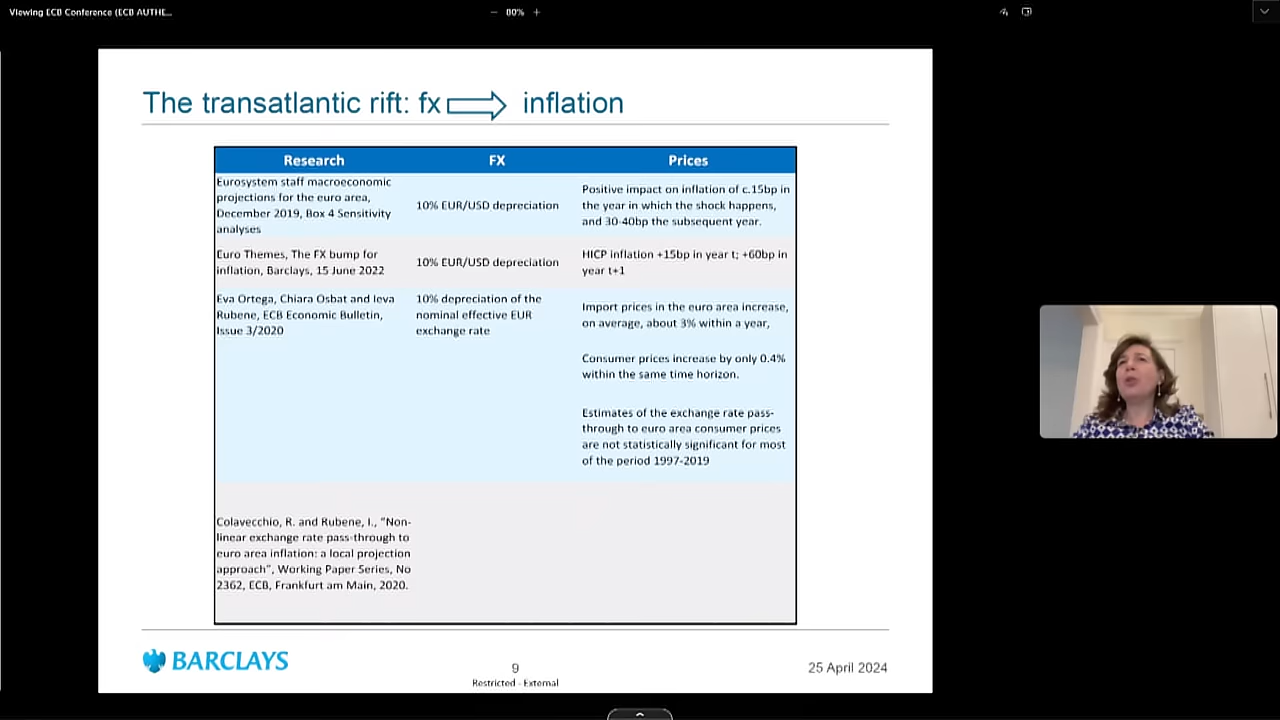 Viewing ECB Conference (ECB AUTHE...
80%
The transatlantic rift: fx inflation
Research FX Prices
Eurosystem staff macroeconomic
projections for the euro area,
December 2019, Box 4 Sensitivity
analyses
10% EUR/USD depreciation
Positive impact on inflation of c.15bp in
the year in which the shock happens,
and 30-40bp the subsequent year.
Euro Themes, The FX bump for
inflation, Barclays, 15 June 2022
10% EUR/USD depreciation
HICP inflation +15bp in year t; +60bp in
year t+1
Eva Ortega, Chiara Osbat and Ieva
Rubene, ECB Economic Bulletin,
Issue 3/2020
10% depreciation of the
nominal effective EUR
exchange rate
Import prices in the euro area increase,
on average, about 3% within a year,
Consumer prices increase by only 0.4%
within the same time horizon.
Estimates of the exchange rate pass-
through to euro area consumer prices
are not statistically significant for most
of the period 1997-2019
Colavecchio, R. and Rubene, I., "Non-
linear exchange rate pass-through to
euro area inflation: a local projection
approach", Working Paper Series, No
2362, ECB, Frankfurt am Main, 2020.
BARCLAYS
9
Restricted - External
25 April 2024